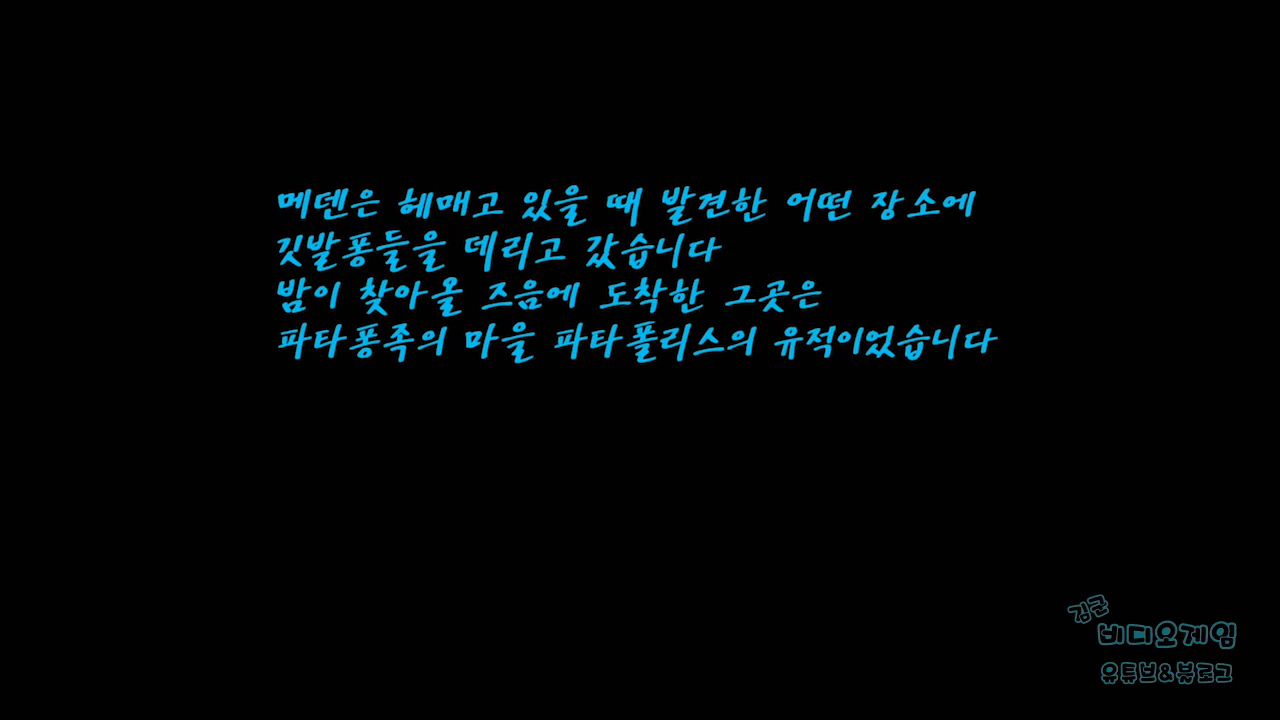 메덴은 헤매고 있을 때 발견한 어떤 장소에
깃발퐁들을 데리고 갔습니다
밤이 찾아올 즈음에 도착한 그곳은
파타퐁족의 마을 파타폴리스의 유적이었습니다
김군
비디오게임
유튜브&블로그